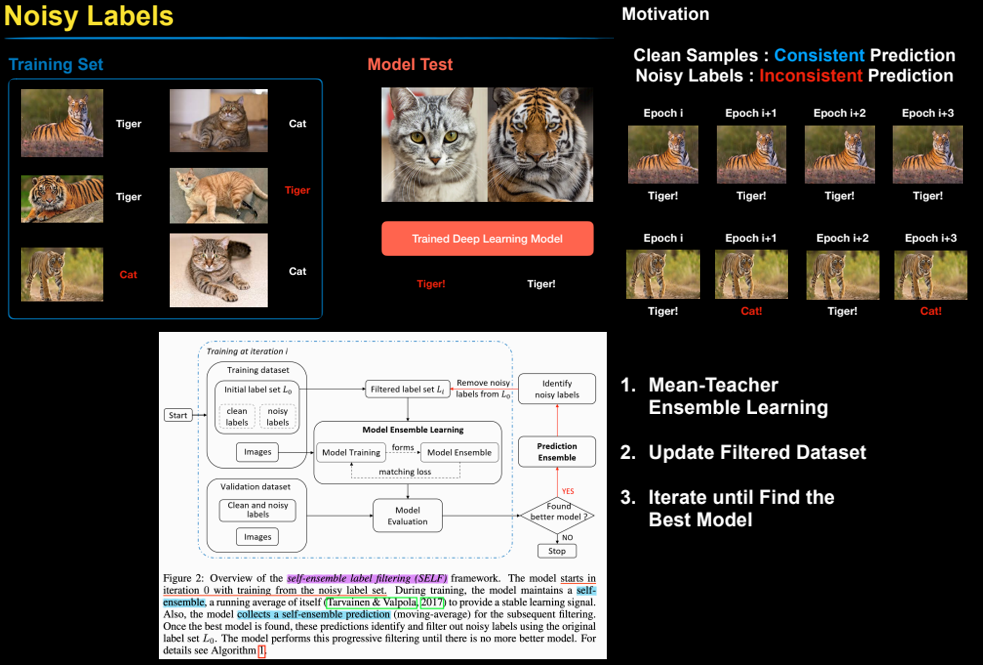 Noisy Labels
Training Set
Tiger
Cat
Tiger
Tiger
Cat
Cat
Model Test
Trained Deep Learning Model
Tiger!
Tiger!
Motivation
Clean Samples : Consistent Prediction
Noisy Labels : Inconsistent Prediction
Epoch i
Epoch i+1
Epoch i+2
Epoch i+3
Tiger!
Tiger!
Tiger!
Tiger!
Epoch i
Epoch i+1
Epoch i+2
Epoch i+3
Tiger!
Cat!
Tiger!
Cat!
Training at iteration i
Training dataset
Initial label set L₀
clean
labels
noisy
labels
Images
Start
Filtered label set Lᵢ
Remove noisy
labels from L₀
Identify
noisy labels
Model Ensemble Learning
Model Training
forms
Model Ensemble
matching loss
Prediction
Ensemble
YES
Validation dataset
Clean and noisy
labels
Images
Model
Evaluation
Found
better model ?
NO
Stop
Figure 2: Overview of the self-ensemble label filtering (SELF) framework. The model starts in
iteration 0 with training from the noisy label set. During training, the model maintains a self-
ensemble, a running average of itself (Tarvainen & Valpola, 2017) to provide a stable learning signal.
Also, the model collects a self-ensemble prediction (moving-average) for the subsequent filtering.
Once the best model is found, these predictions identify and filter out noisy labels using the original
label set L₀. The model performs this progressive filtering until there is no more better model. For
details see Algorithm 1.
1. Mean-Teacher
Ensemble Learning
2. Update Filtered Dataset
3. Iterate until Find the
Best Model